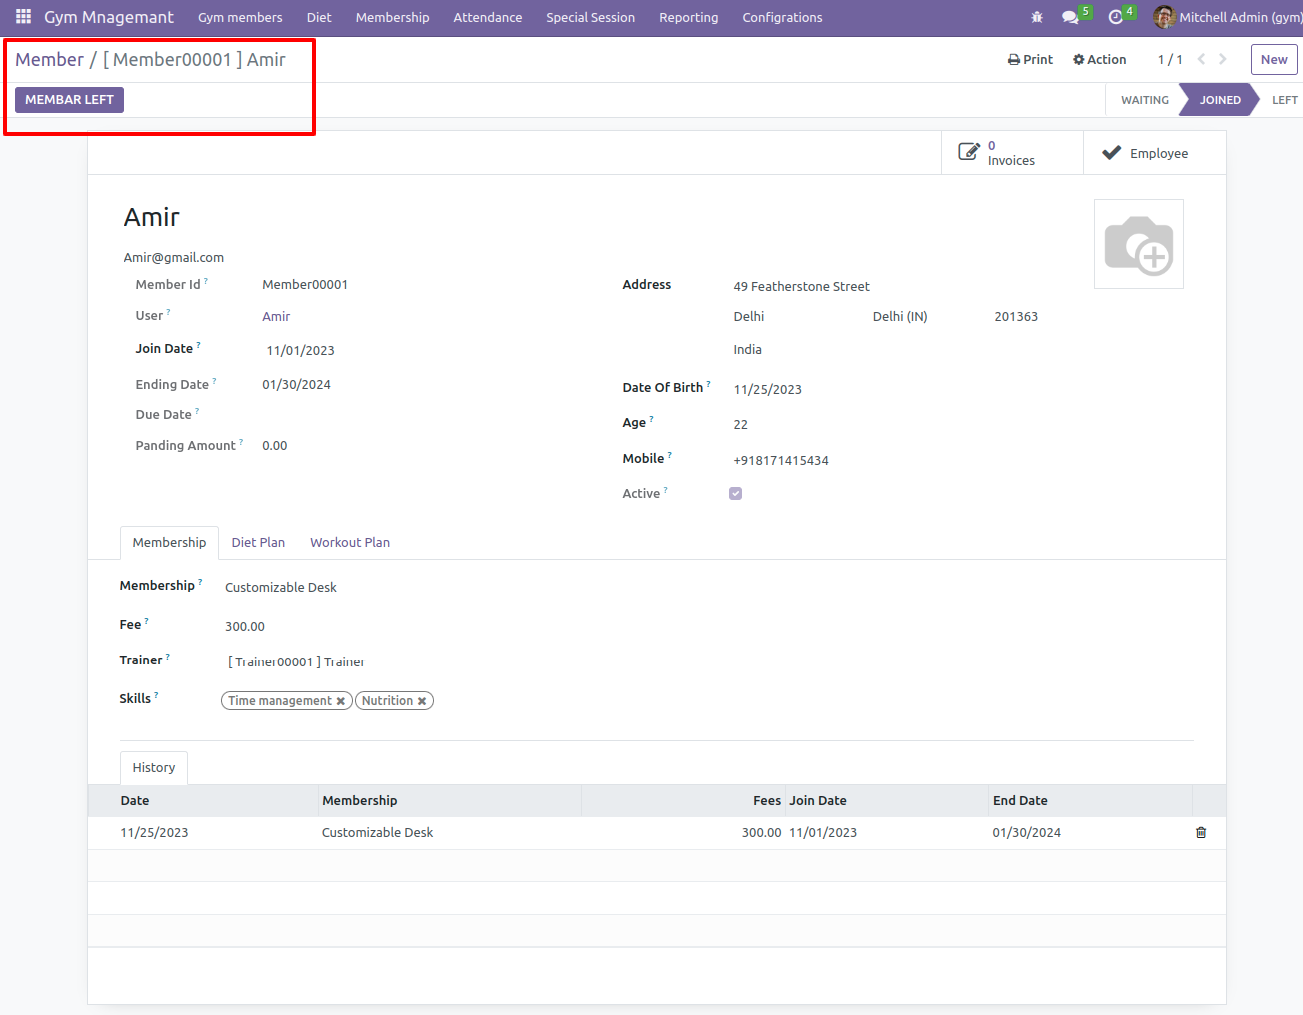 Gym Mnagemant Gym members Diet Membership Attendance Special Session Reporting Configrations 5 4 Mitchell Admin (gym)
Member / [ Member00001 ] Amir Print Action 1 / 1 New
MEMBAR LEFT WAITING JOINED LEFT
0
Invoices
Employee
Amir
Amir@gmail.com
Member Id ? Member00001
User ? Amir
Join Date ? 11/01/2023
Ending Date ? 01/30/2024
Due Date ?
Panding Amount ? 0.00
Address 49 Featherstone Street
Delhi Delhi (IN) 201363
India
Date Of Birth ? 11/25/2023
Age ? 22
Mobile ? +918171415434
Active ?
Membership Diet Plan Workout Plan
Membership ? Customizable Desk
Fee ? 300.00
Trainer ? [ Trainer00001 ] Trainer
Skills ? Time management × Nutrition ×
History
Date Membership Fees Join Date End Date
11/25/2023 Customizable Desk 300.00 11/01/2023 01/30/2024